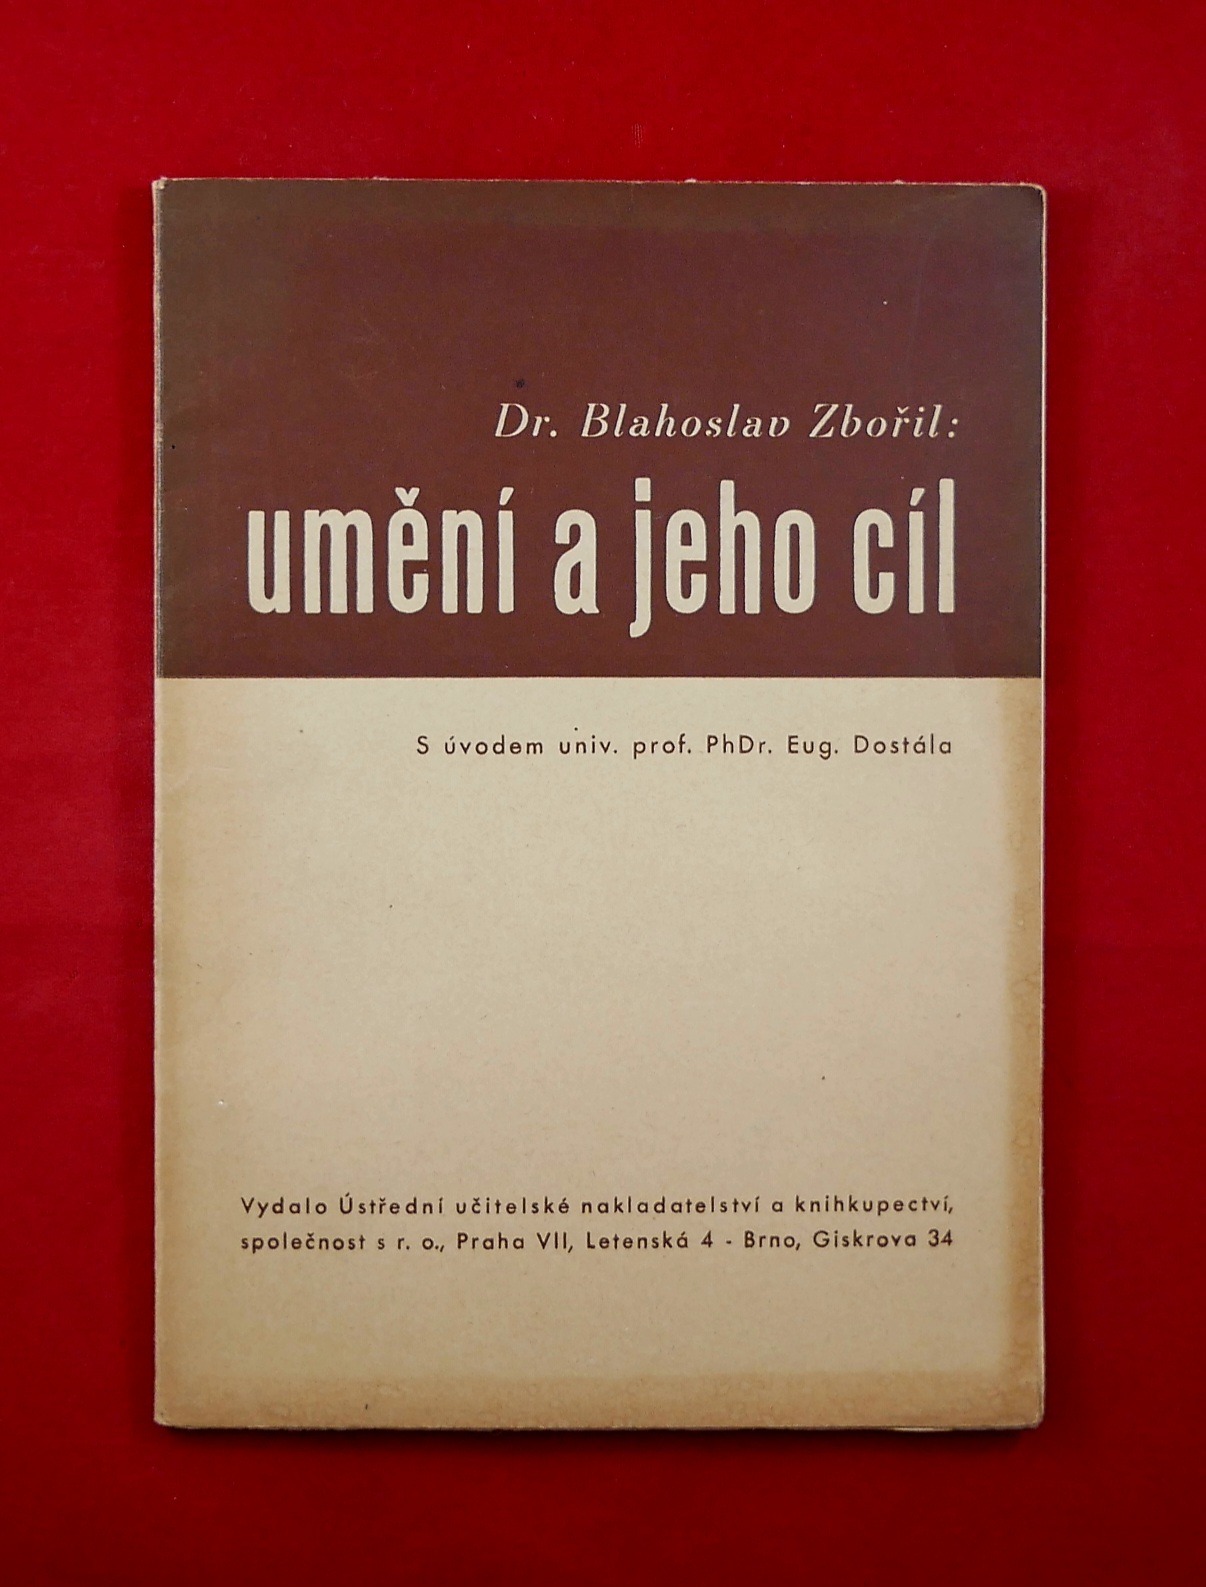 Dr. Blahoslav Zbořil:
umění a jeho cíl
S úvodem univ. prof. PhDr. Eug. Dostála
Vydalo Ústřední učitelské nakladatelství a knihkupectví,
společnost s r. o., Praha VII, Letenská 4 - Brno, Giskrova 34